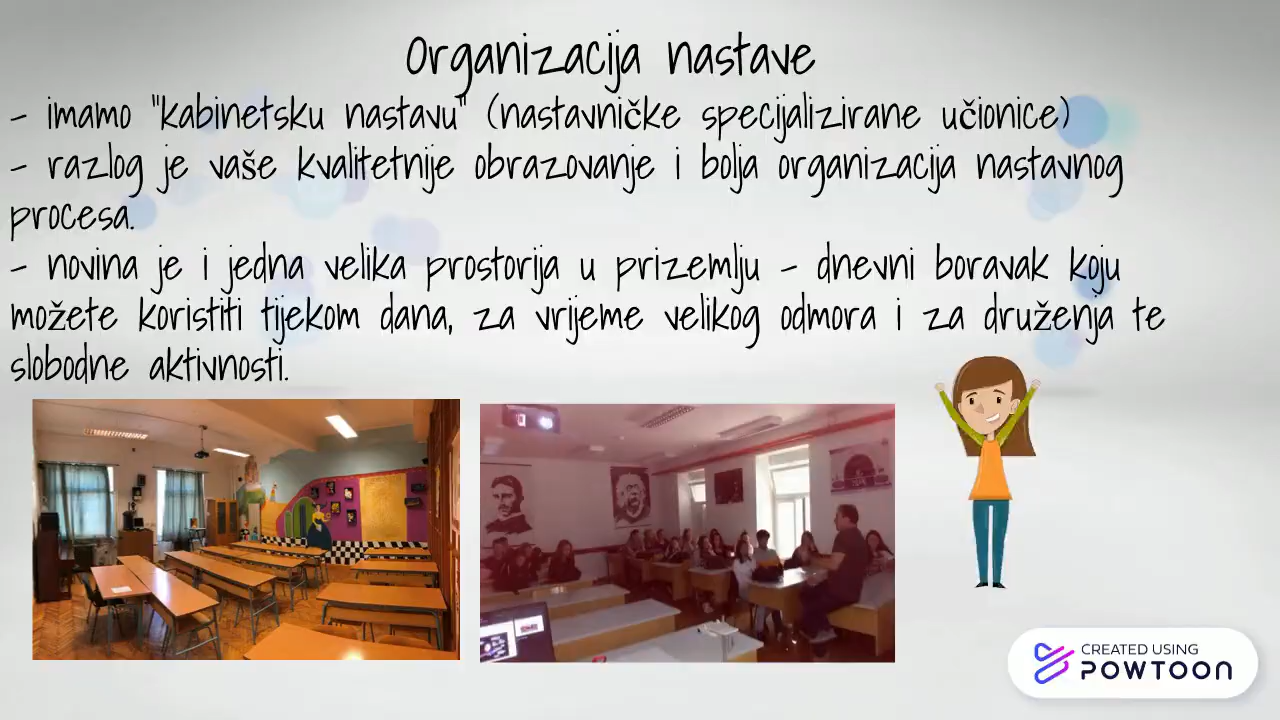 Organizacija nastave
- imamo "kabinetsku nastavu" (nastavničke specijalizirane učionice)
- razlog je vaše kvalitetnije obrazovanje i bolja organizacija nastavnog
procesa.
- novina je i jedna velika prostorija u prizemlju - dnevni boravak koju
možete koristiti tijekom dana, za vrijeme velikog odmora i za druženja te
slobodne aktivnosti.
CREATED USING
POWTOON